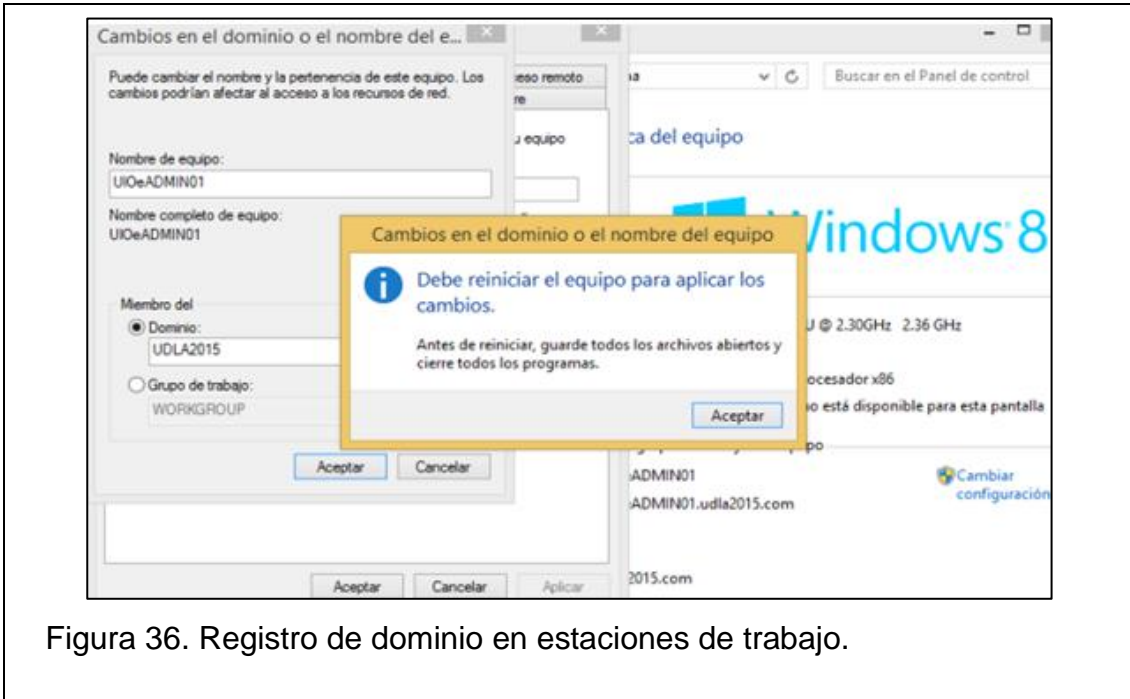 Cambios en el dominio o el nombre del e...
Puede cambiar el nombre y la pertenencia de este equipo. Los
cambios podrían afectar al acceso a los recursos de red.
Nombre de equipo:
UIOeADMIN01
Nombre completo de equipo:
UIOeADMIN01
Miembro del
Dominio:
UDLA2015
Grupo de trabajo:
WORKGROUP
Aceptar Cancelar
Cambios en el dominio o el nombre del equipo
Debe reiniciar el equipo para aplicar los
cambios.
Antes de reiniciar, guarde todos los archivos abiertos y
cierre todos los programas.
Aceptar
remoto
equipo
Aceptar Cancelar Aplicar
Buscar en el Panel de control
del equipo
Windows 8
@ 2.30GHz 2.36 GHz
x86
está disponible para esta pantalla
ADMIN01
ADMIN01.udla2015.com
2015.com
Cambiar
configuración
Figura 36. Registro de dominio en estaciones de trabajo.